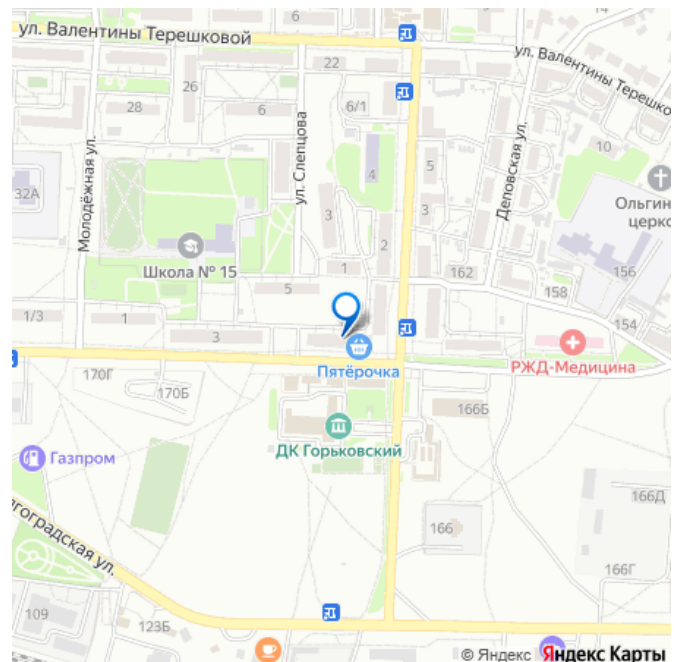 ул. Валентины Терешковой
ул. Валентины Терешко
22
26
28
6
6/1
10
Молодёжная ул.
ул. Слепцова
Деповская ул.
32А
4
5
3
3
2
Ольгин
церко
Школа № 15
1
162
156
5
158
154
1/3
1
3
Пятёрочка
РЖД-Медицина
170Г
170Б
166Б
ДК Горьковский
Газпром
166Д
166
166Г
лгоградская ул.
109
123Б
© Яндекс
Яндекс Карты